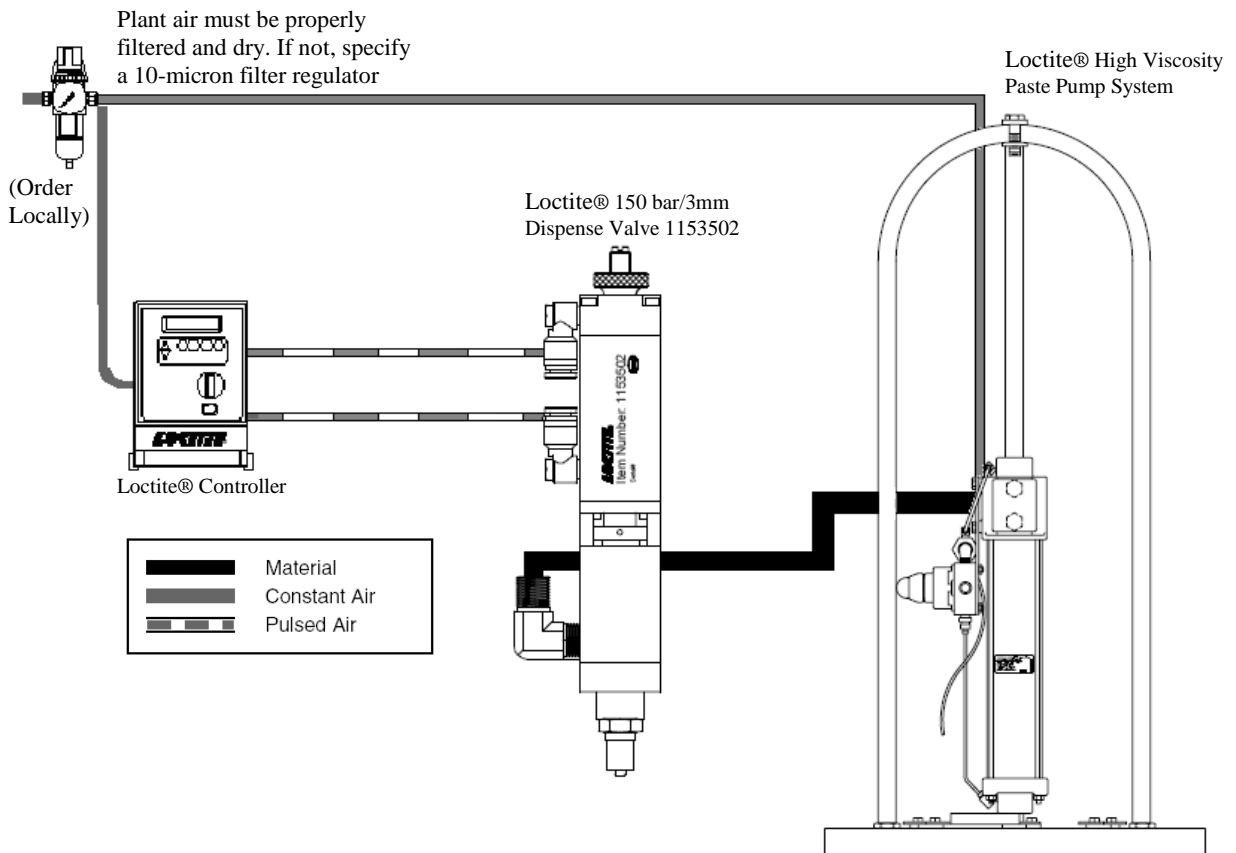 Plant air must be properly
filtered and dry. If not, specify
a 10-micron filter regulator
Loctite® High Viscosity
Paste Pump System
(Order
Locally)
Loctite® 150 bar/3mm
Dispense Valve 1153502
LOCTITE.
Item Number: 1153502
LOCTITE
Loctite® Controller
Material
Constant Air
Pulsed Air